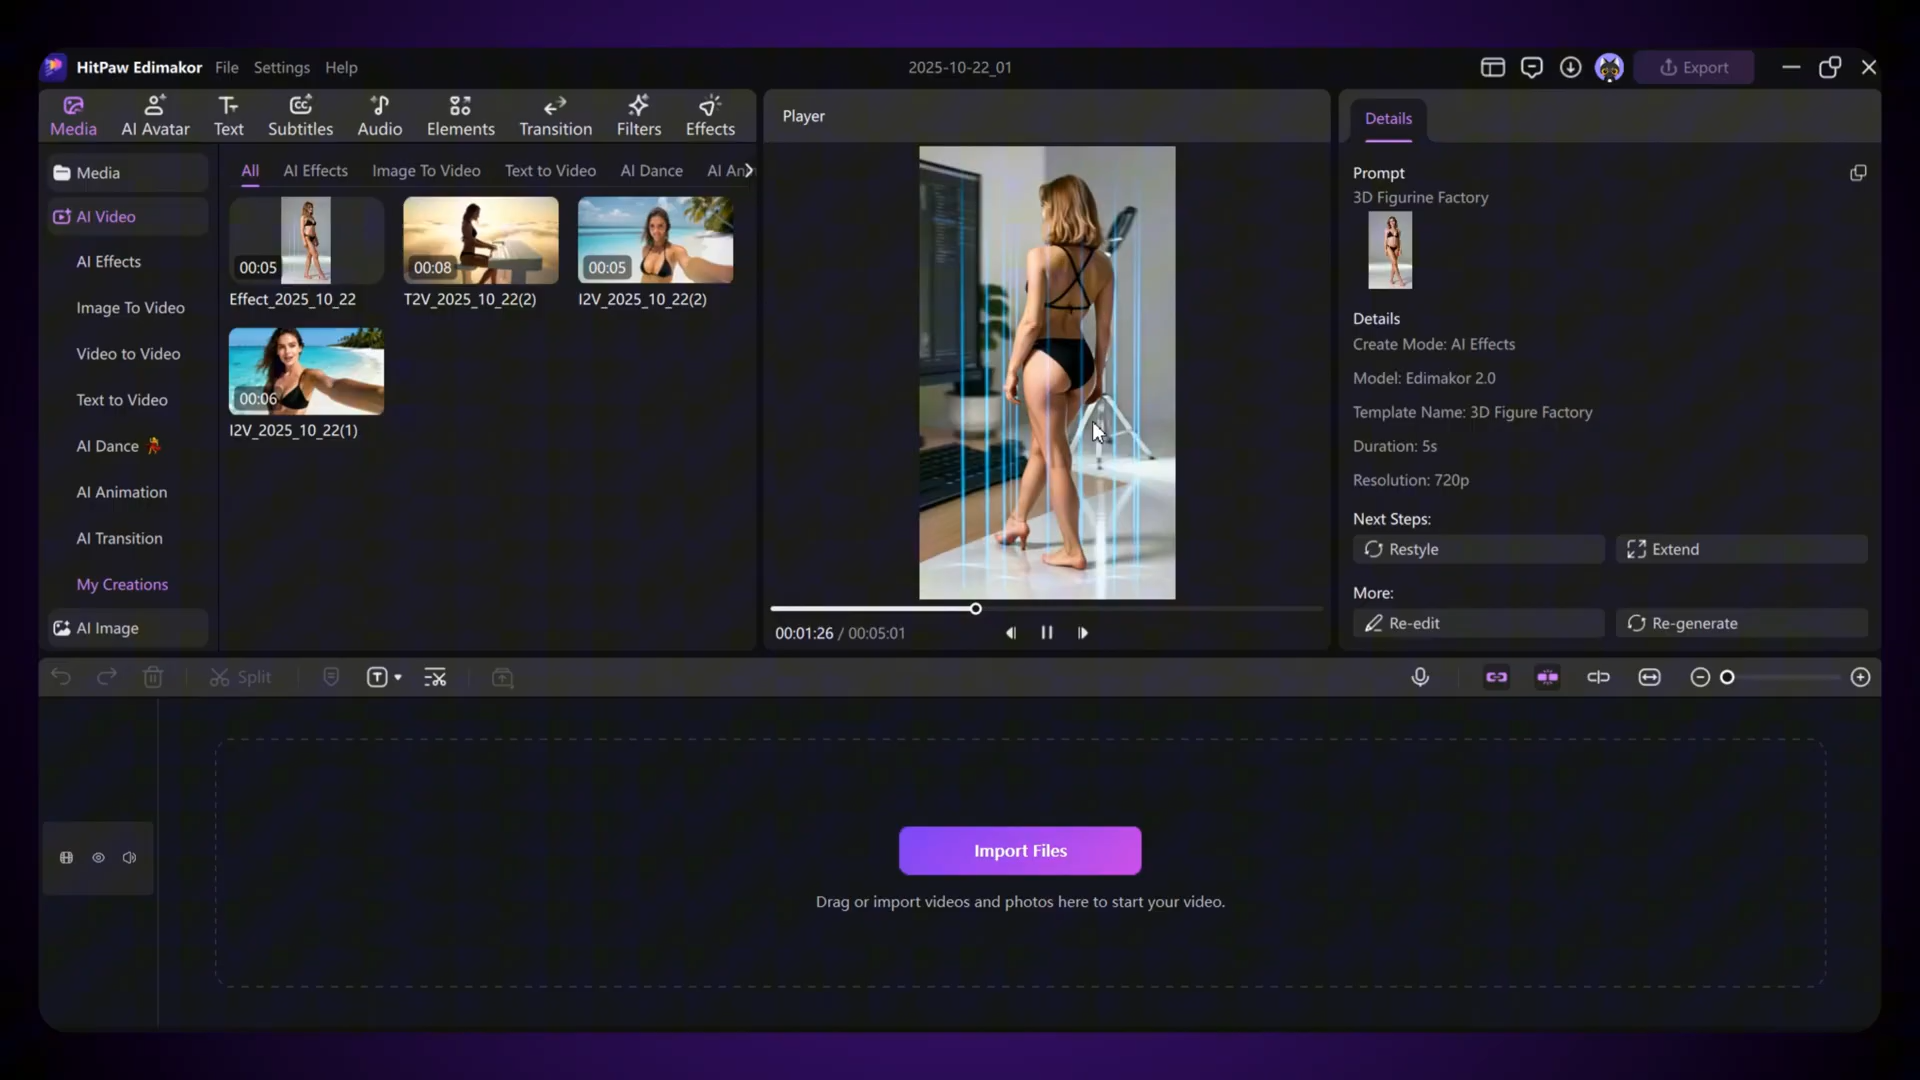 HitPaw Edimakor File Settings Help 2025-10-22_01 Export
Media AI Avatar Text Subtitles Audio Elements Transition Filters Effects
Media
AI Video
AI Effects
Image To Video
Video to Video
Text to Video
AI Dance
AI Animation
AI Transition
My Creations
AI Image
All AI Effects Image To Video Text to Video AI Dance AI An
00:05
Effect_2025_10_22
00:08
T2V_2025_10_22(2)
00:05
I2V_2025_10_22(2)
00:06
I2V_2025_10_22(1)
Player
00:01:26 / 00:05:01
Details
Prompt
3D Figurine Factory
Details
Create Mode: AI Effects
Model: Edimakor 2.0
Template Name: 3D Figure Factory
Duration: 5s
Resolution: 720p
Next Steps:
Restyle Extend
More:
Re-edit Re-generate
Split
Import Files
Drag or import videos and photos here to start your video.